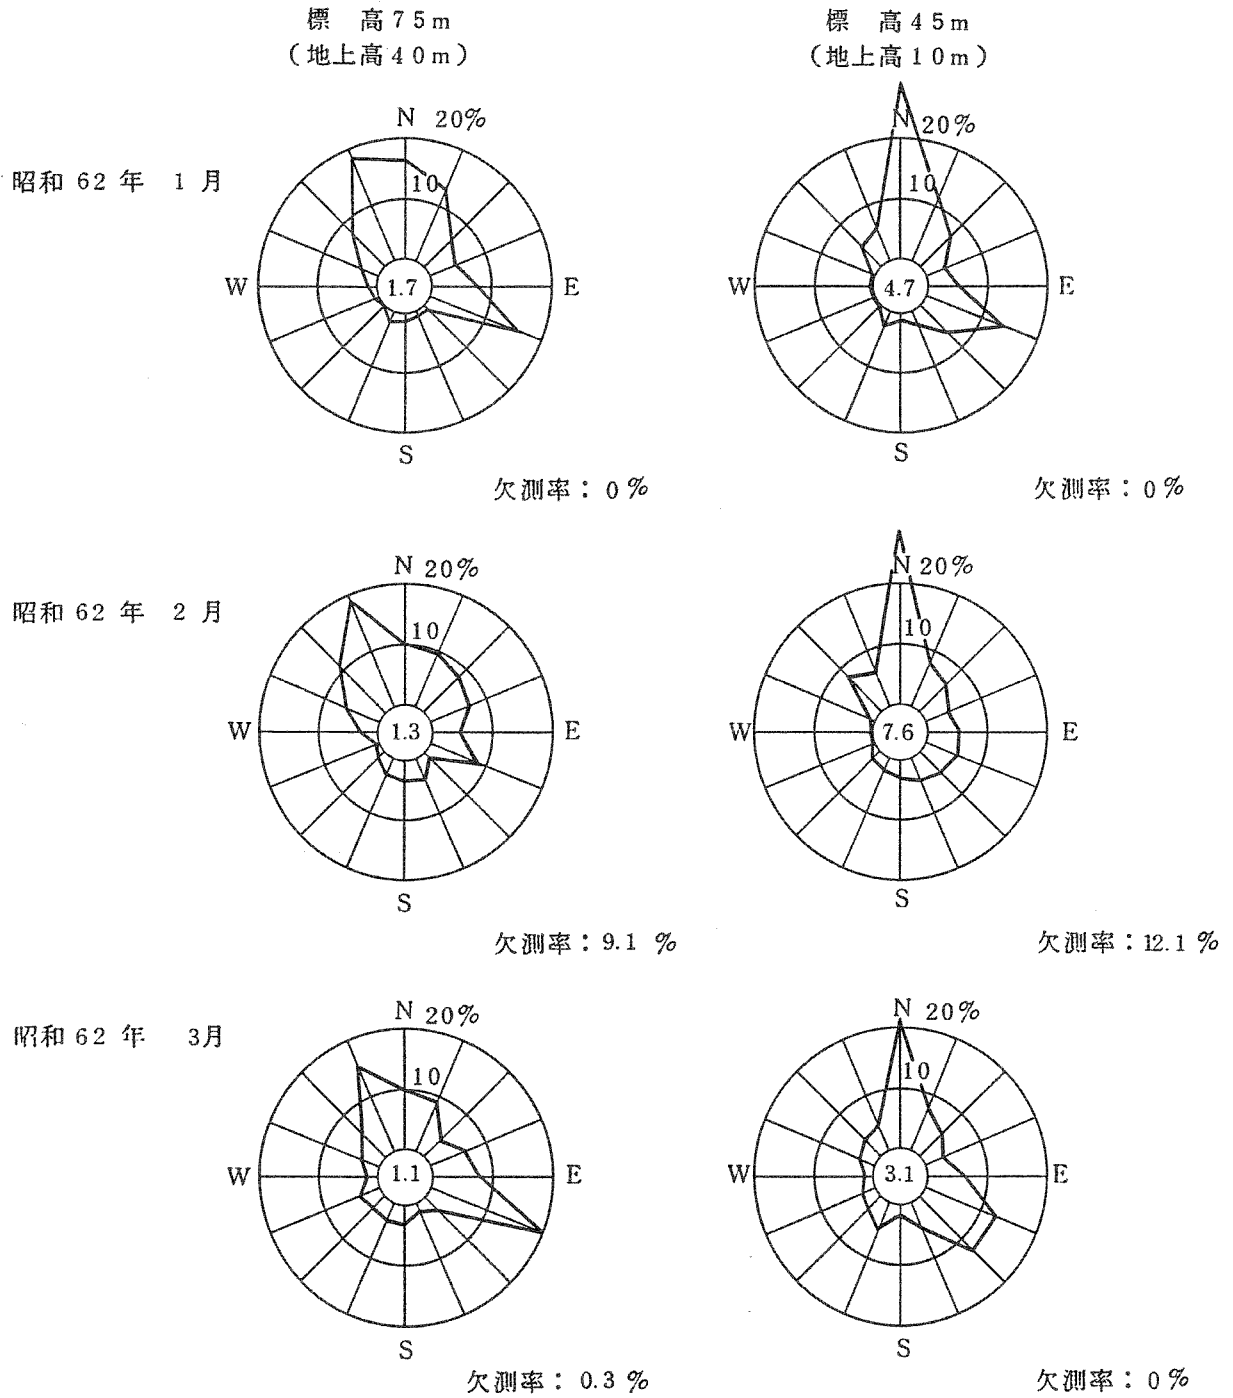 標 高75m
(地上高40m)
標 高45m
(地上高10m)
昭和 62 年 1 月
N 20%
10
W 1.7 E
S
欠測率：0 %
N 20%
10
W 4.7 E
S
欠測率：0 %
昭和 62 年 2 月
N 20%
10
W 1.3 E
S
欠測率：9.1 %
N 20%
10
W 7.6 E
S
欠測率：12.1 %
昭和 62 年 3月
N 20%
10
W 1.1 E
S
欠測率：0.3 %
N 20%
10
W 3.1 E
S
欠測率：0 %